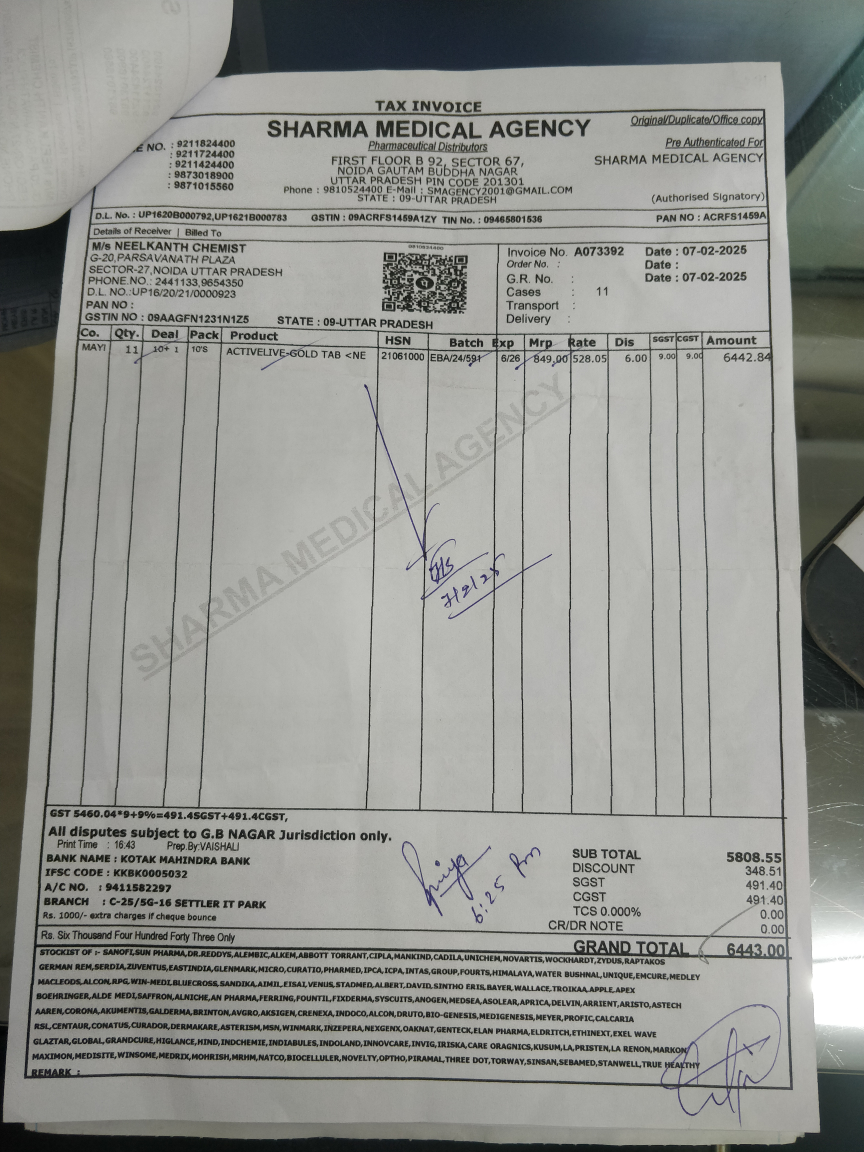 TAX INVOICE
Original/Duplicate/Office copy
SHARMA MEDICAL AGENCY
Pharmaceutical Distributors
FIRST FLOOR B 92, SECTOR 67,
NOIDA GAUTAM BUDDHA NAGAR
UTTAR PRADESH PIN CODE 201301
Phone : 9810524400 E-Mail : SMAGENCY2001@GMAIL.COM
STATE : 09-UTTAR PRADESH
E NO. : 9211824400
: 9211724400
: 9211424400
: 9873018900
: 9871015560
Pre Authenticated For
SHARMA MEDICAL AGENCY
(Authorised Signatory)
D.L. No. : UP1620B000792,UP1621B000783 GSTIN : 09ACRFS1459A1ZY TIN No. : 09465801536 PAN NO : ACRFS1459A
Details of Receiver | Billed To
M/s NEELKANTH CHEMIST
G-20,PARSAVANATH PLAZA
SECTOR-27,NOIDA UTTAR PRADESH
PHONE.NO.: 2441133,9654350
D.L. NO.:UP16/20/21/0000923
PAN NO :
GSTIN NO : 09AAGFN1231N1Z5 STATE : 09-UTTAR PRADESH
9810524400
Invoice No. A073392 Date : 07-02-2025
Order No. : Date :
G.R. No. : Date : 07-02-2025
Cases : 11
Transport :
Delivery :
Co. Qty. Deal Pack Product HSN Batch Exp Mrp Rate Dis SGST CGST Amount
MAYI 11 10+ 1 10'S ACTIVELIVE-GOLD TAB <NE 21061000 EBA/24/591 6/26 849.00 528.05 6.00 9.00 9.00 6442.84
SHARMA MEDICAL AGENCY
7/2/25
GST 5460.04*9+9%=491.4SGST+491.4CGST,
All disputes subject to G.B NAGAR Jurisdiction only.
Print Time : 16:43 Prep.By:VAISHALI
BANK NAME : KOTAK MAHINDRA BANK
IFSC CODE : KKBK0005032
A/C NO. : 9411582297
BRANCH : C-25/5G-16 SETTLER IT PARK
Rs. 1000/- extra charges if cheque bounce
Priya
6:25 Pm
SUB TOTAL 5808.55
DISCOUNT 348.51
SGST 491.40
CGST 491.40
TCS 0.000% 0.00
CR/DR NOTE 0.00
Rs. Six Thousand Four Hundred Forty Three Only
GRAND TOTAL 6443.00
STOCKIST OF :- SANOFI,SUN PHARMA,DR.REDDYS,ALEMBIC,ALKEM,ABBOTT TORRANT,CIPLA,MANKIND,CADILA,UNICHEM,NOVARTIS,WOCKHARDT,ZYDUS,RAPTAKOS
GERMAN REM,SERDIA,ZUVENTUS,EASTINDIA,GLENMARK,MICRO,CURATIO,PHARMED,IPCA,ICPA,INTAS,GROUP,FOURTS,HIMALAYA,WATER BUSHNAL,UNIQUE,EMCURE,MEDLEY
MACLEODS,ALCON,RPG,WIN-MEDI,BLUECROSS,SANDIKA,AIMIL,EISAI,VENUS,STADMED,ALBERT,DAVID,SINTHO ERIS,BAYER,WALLACE,TROIKAA,APPLE,APEX
BOEHRINGER,ALDE MEDI,SAFFRON,ALNICHE,AN PHARMA,FERRING,FOUNTIL,FIXDERMA,SYSCUITS,ANOGEN,MEDSEA,ASOLEAR,APRICA,DELVIN,ARRIENT,ARISTO,ASTECH
AAREN,CORONA,AKUMENTIS,GALDERMA,BRINTON,AVGRO,AKSIGEN,CRENEXA,INDOCO,ALCON,DRUTO,BIO-GENESIS,MEDIGENESIS,MEYER,PROFIC,CALCARIA
RSL,CENTAUR,CONATUS,CURADOR,DERMAKARE,ASTERISM,MSN,WINMARK,INZEPERA,NEXGENX,OAKNAT,GENTECK,ELAN PHARMA,ELDRITCH,ETHINEXT,EXEL WAVE
GLAZTAR,GLOBAL,GRANDCURE,HIGLANCE,HIND,INDCHEMIE,INDIABULES,INDOLAND,INNOVCARE,INVIG,IRISKA,CARE ORAGNICS,KUSUM,LA,PRISTEN,LA RENON,MARKON
MAXIMON,MEDISITE,WINSOME,MEDRIX,MOHRISH,MRHM,NATCO,BIOCELLULER,NOVELTY,OPTHO,PIRAMAL,THREE DOT,TORWAY,SINSAN,SEBAMED,STANWELL,TRUE HEALTHY
REMARK :